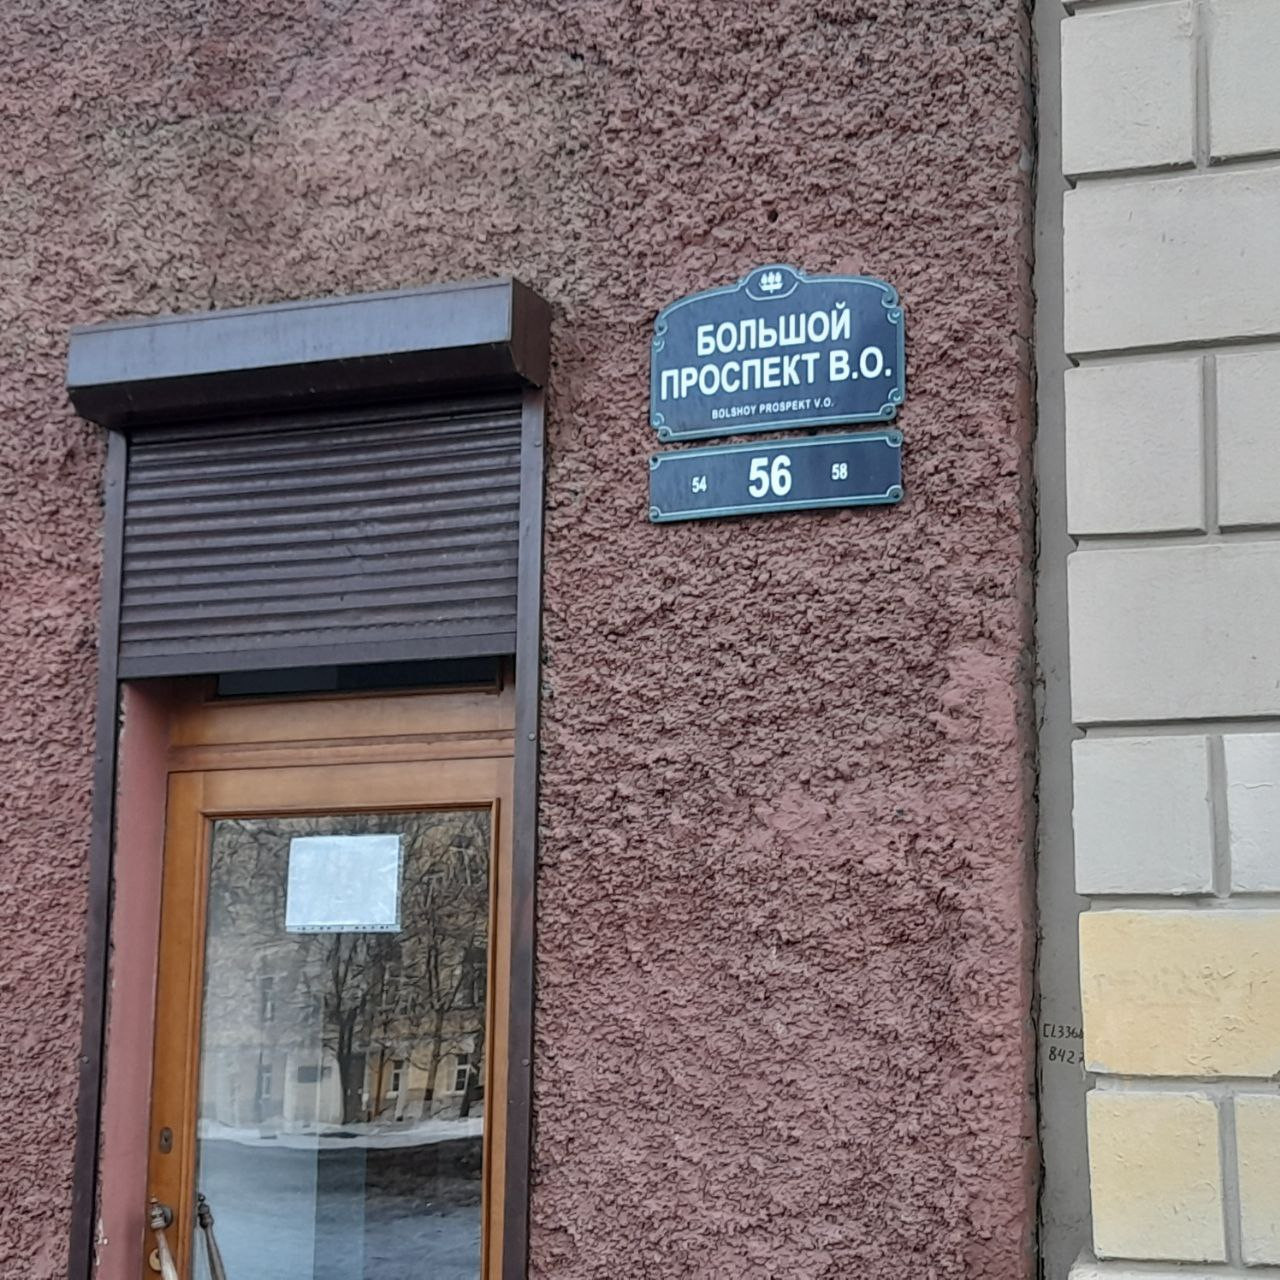 БОЛЬШОЙ
ПРОСПЕКТ В.О.
BOLSHOY PROSPEKT V.O.
54 56 58